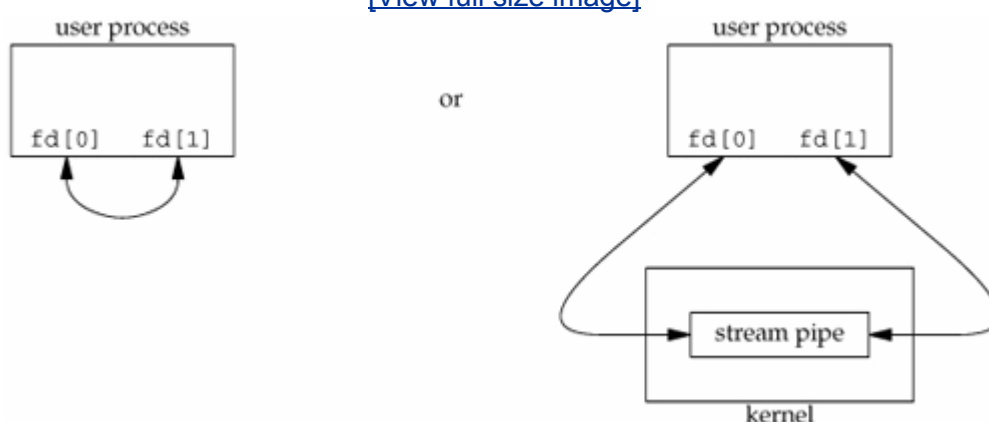 [View full size image]
user process
fd[0] fd[1]
or
user process
fd[0] fd[1]
stream pipe
kernel